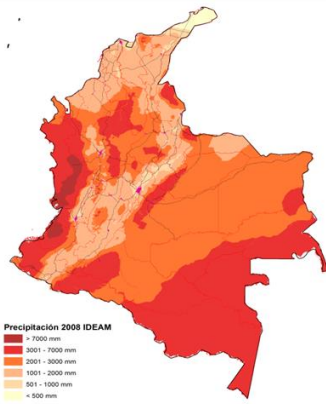 Precipitación 2008 IDEAM
> 7000 mm
3001 - 7000 mm
2001 - 3000 mm
1001 - 2000 mm
501 - 1000 mm
< 500 mm